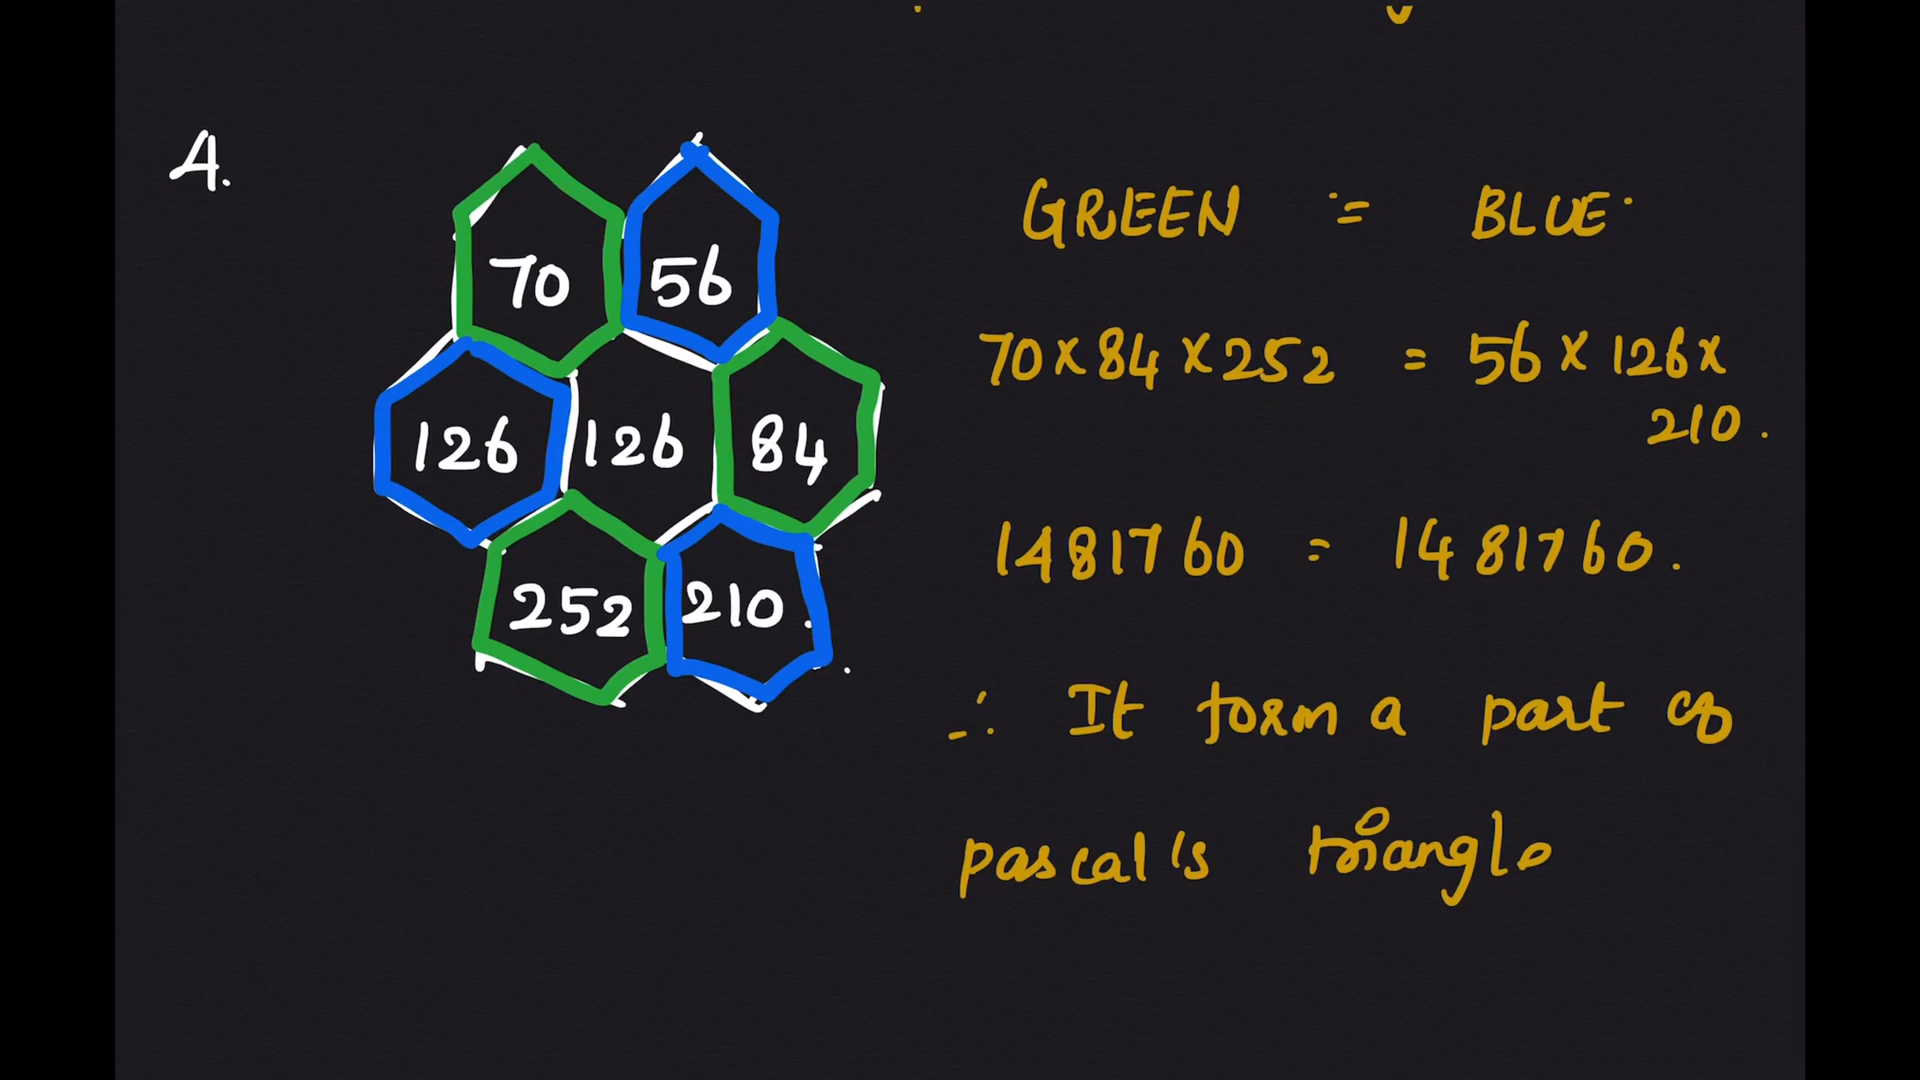 A.
70 56
126 126 84
252 210.
GREEN = BLUE.
70 x 84 x 252 = 56 x 126 x
210.
1481760 = 1481760.
∴ It form a part of
pascal's triangle